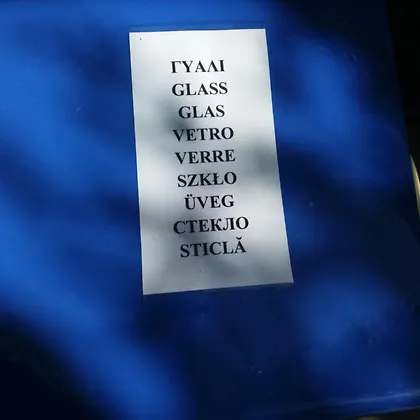 ΓΥΑΛΙ
GLASS
GLAS
VETRO
VERRE
SZKŁO
ÜVEG
СТЕКЛО
STICLĂ